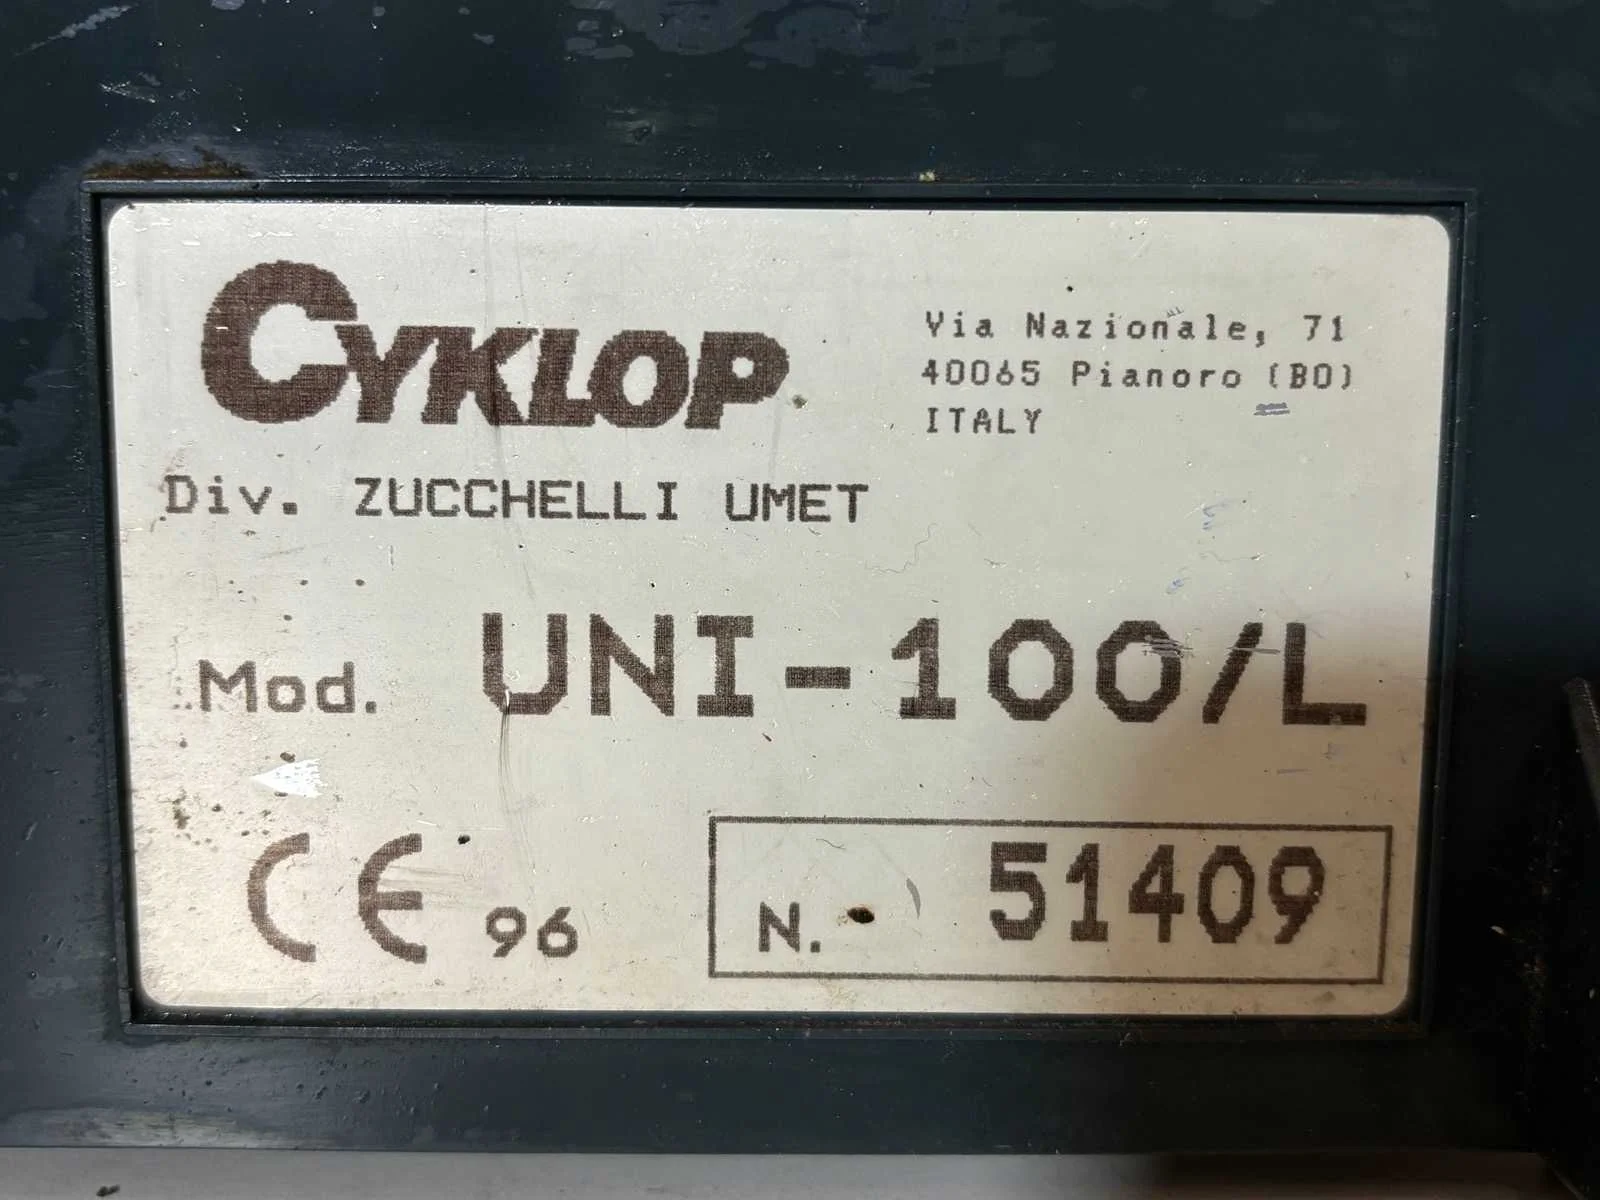 CYKLOP
Via Nazionale, 71
40065 Pianoro (BO)
ITALY
Div. ZUCCHELLI UMET
Mod. UNI-100/L
CE 96
N. 51409